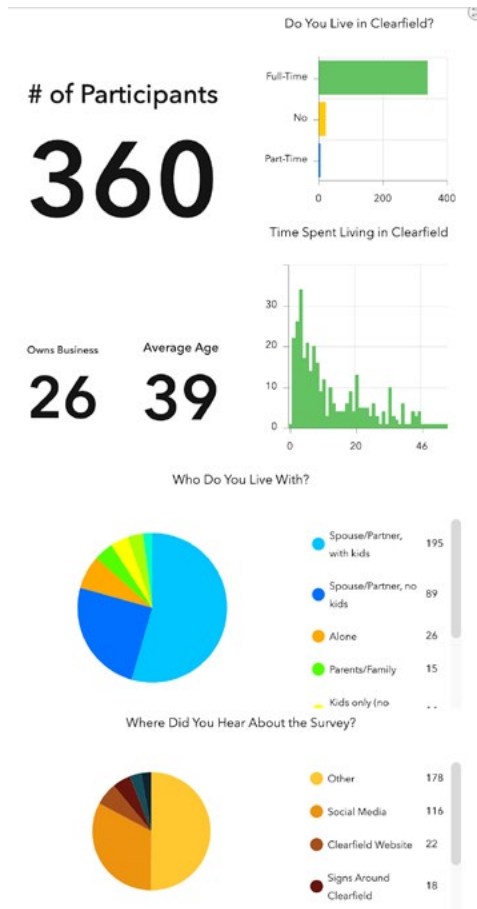 Do You Live in Clearfield?
# of Participants
360
Full-Time
No
Part-Time
0 200 400
Time Spent Living in Clearfield
30
20
10
0
0 20 46
Owns Business
26
Average Age
39
Who Do You Live With?
Spouse/Partner,
with kids
195
Spouse/Partner, no
kids
89
Alone 26
Parents/Family 15
Kids only (no
Where Did You Hear About the Survey?
Other 178
Social Media 116
Clearfield Website 22
Signs Around
Clearfield
18